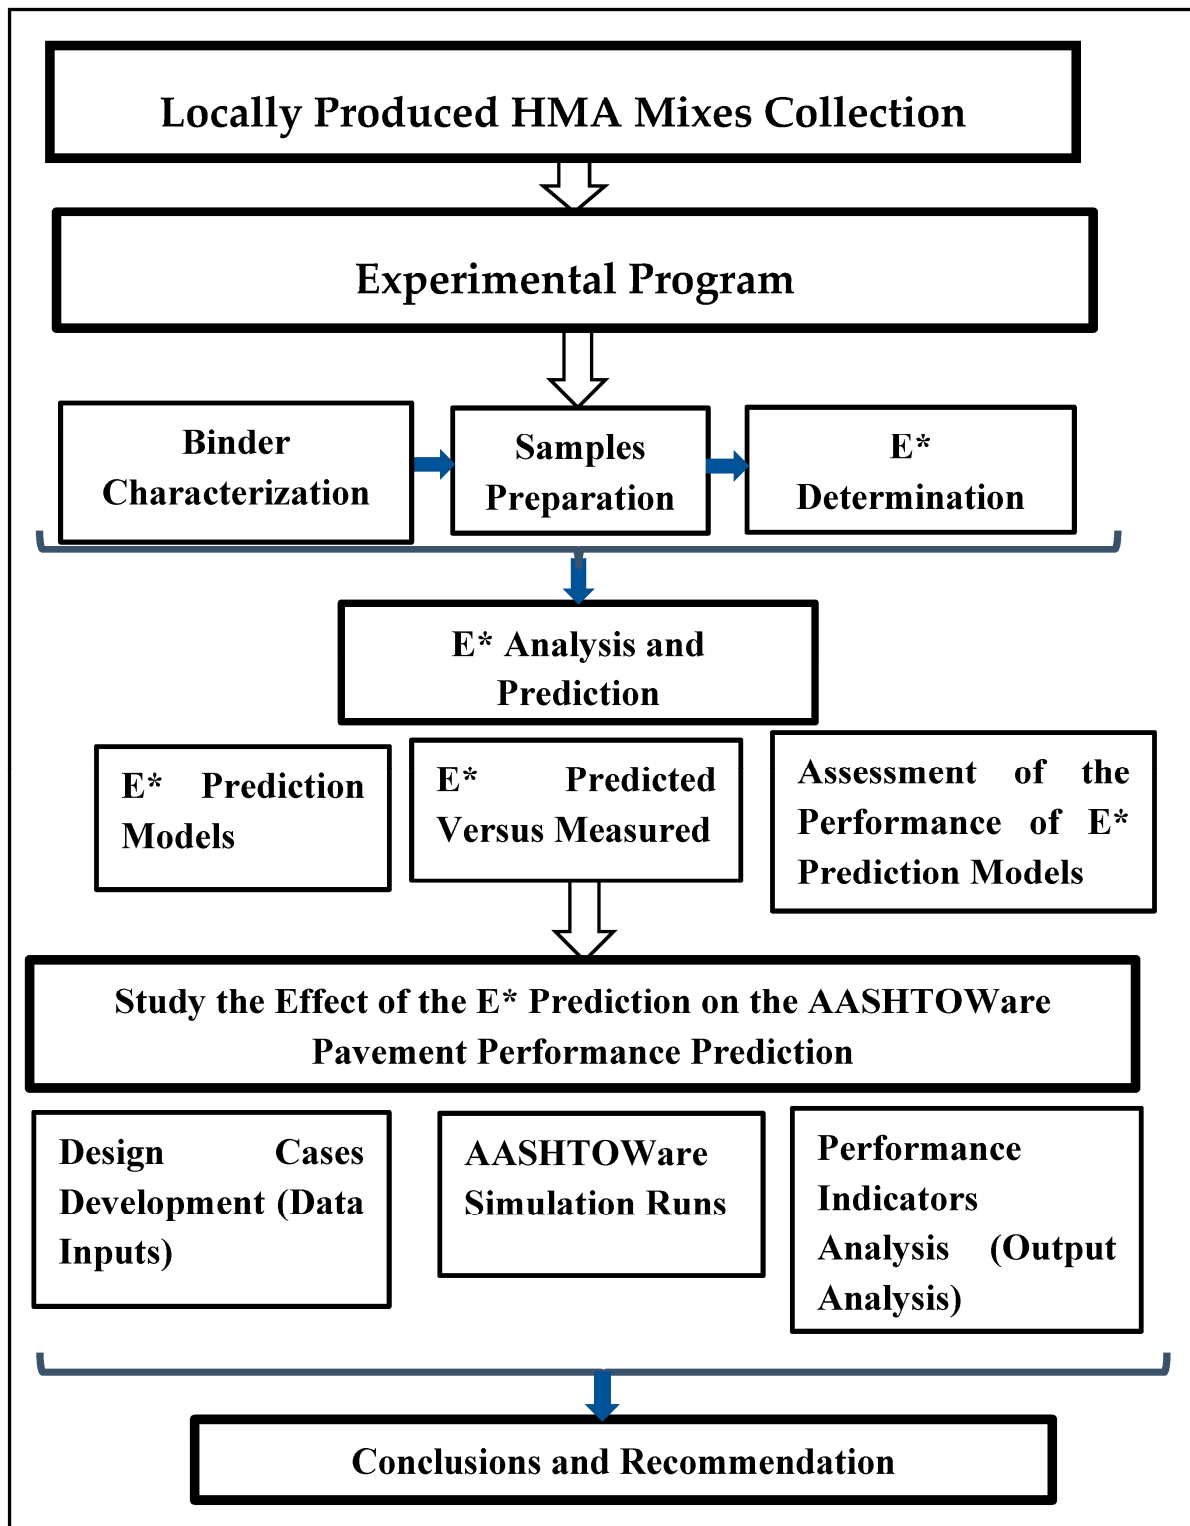 Locally Produced HMA Mixes Collection
Experimental Program
Binder
Characterization
Samples
Preparation
E*
Determination
E* Analysis and
Prediction
E* Prediction
Models
E* Predicted
Versus Measured
Assessment of the
Performance of E*
Prediction Models
Study the Effect of the E* Prediction on the AASHTOWare
Pavement Performance Prediction
Design Cases
Development (Data
Inputs)
AASHTOWare
Simulation Runs
Performance
Indicators
Analysis (Output
Analysis)
Conclusions and Recommendation